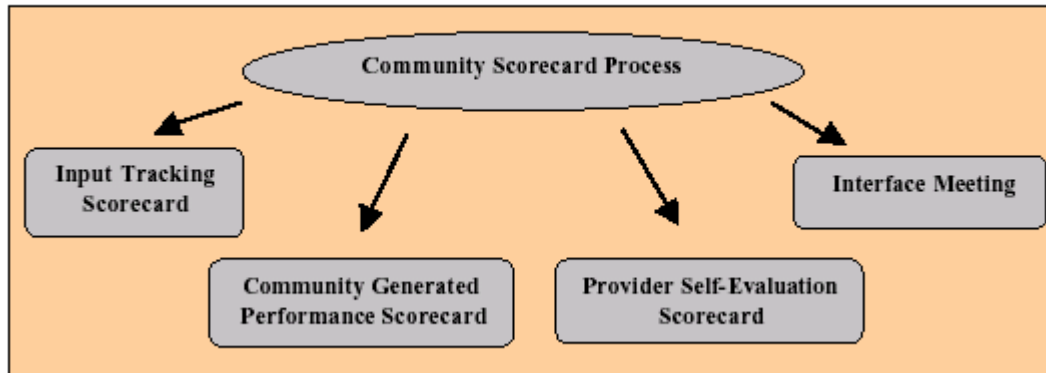 Community Scorecard Process
Input Tracking
Scorecard
Interface Meeting
Community Generated
Performance Scorecard
Provider Self-Evaluation
Scorecard